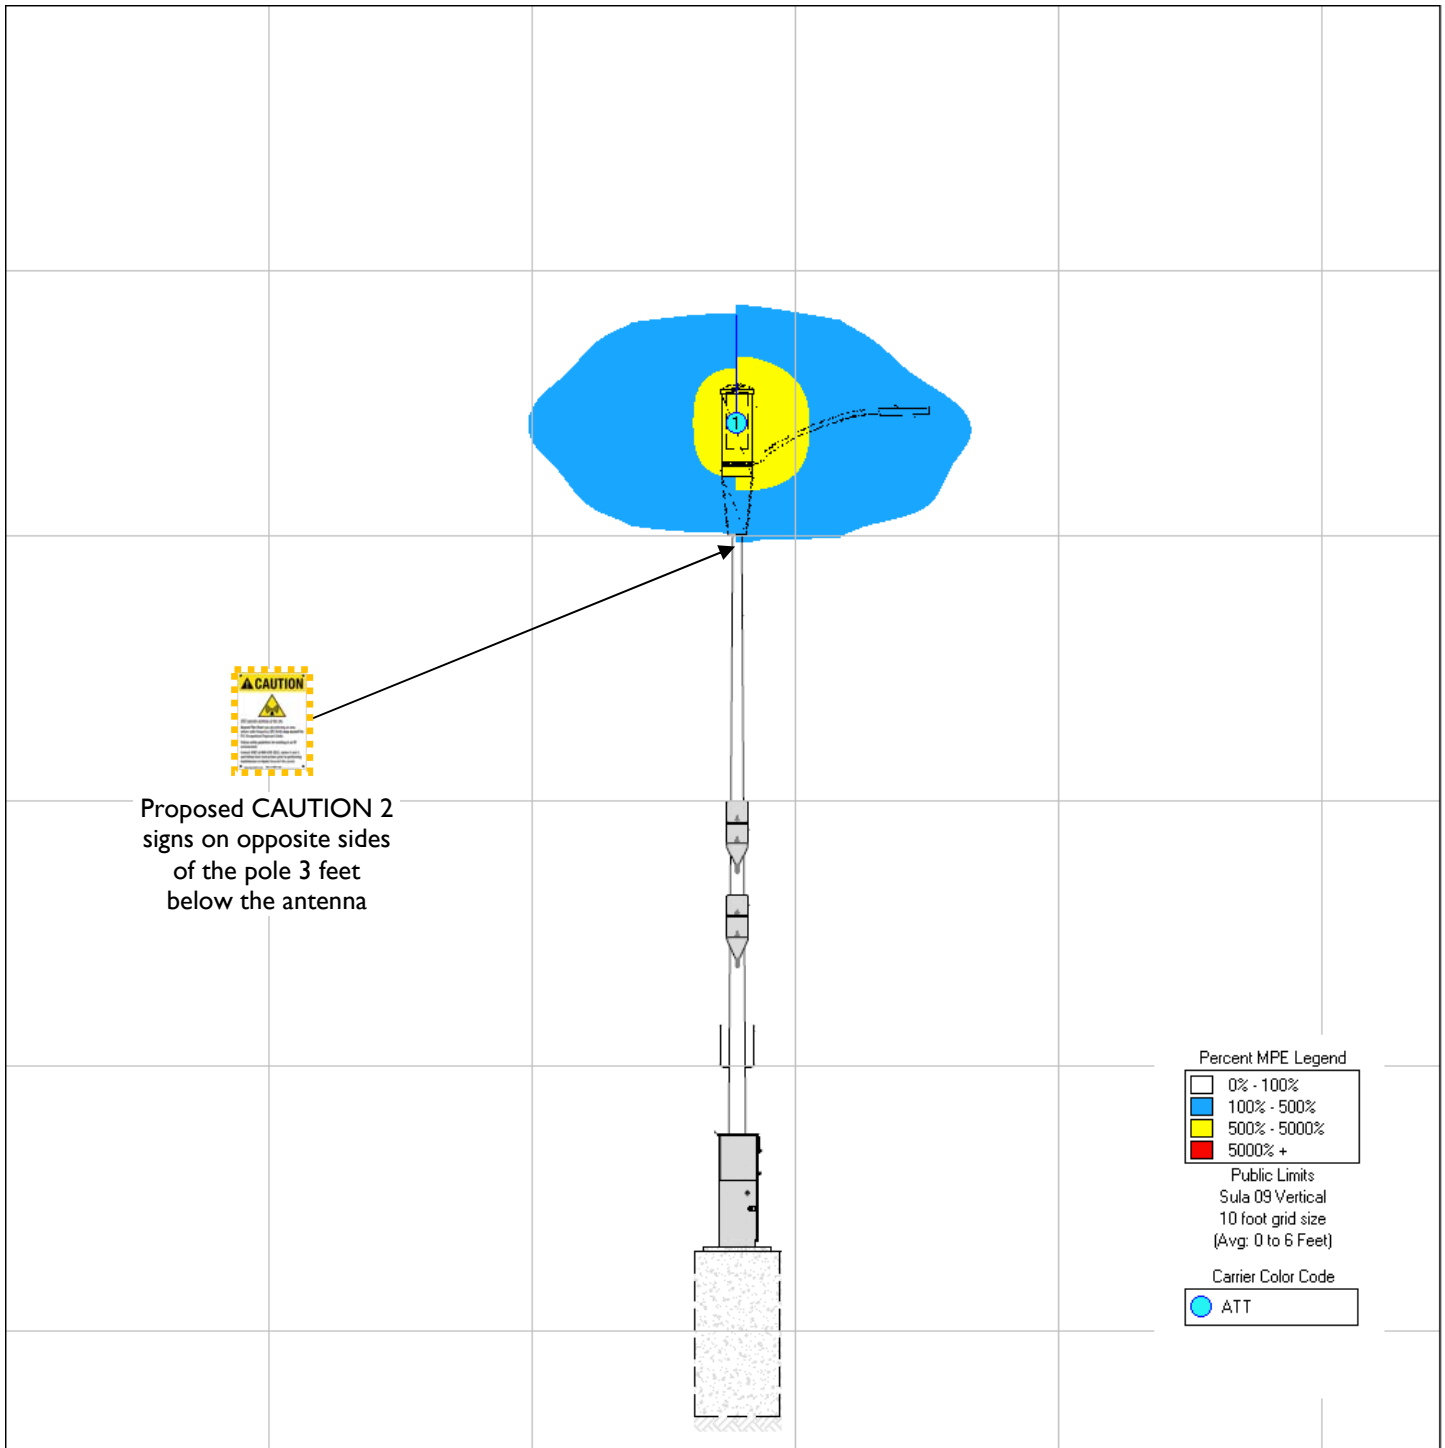 1
CAUTION
Proposed CAUTION 2
signs on opposite sides
of the pole 3 feet
below the antenna
Percent MPE Legend
0% - 100%
100% - 500%
500% - 5000%
5000% +
Public Limits
Sula 09 Vertical
10 foot grid size
(Avg: 0 to 6 Feet)
Carrier Color Code
ATT